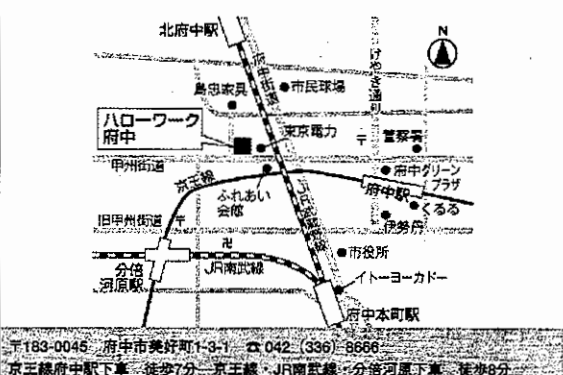 北府中駅
N
府中街道
けやき通り
島忠家具
市民球場
ハローワーク
府中
東京電力
〒
警察署
甲州街道
京王線
ふれあい
会館
府中グリーン
プラザ
府中駅
くるる
伊勢丹
旧甲州街道
〒
卍
JR南武線
市役所
分倍
河原駅
イトーヨーカドー
府中本町駅
〒183-0045 府中市美好町1-3-1 ☎042 (336) 8666
京王線府中駅下車 徒歩7分 京王線・JR南武線・分倍河原下車 徒歩8分